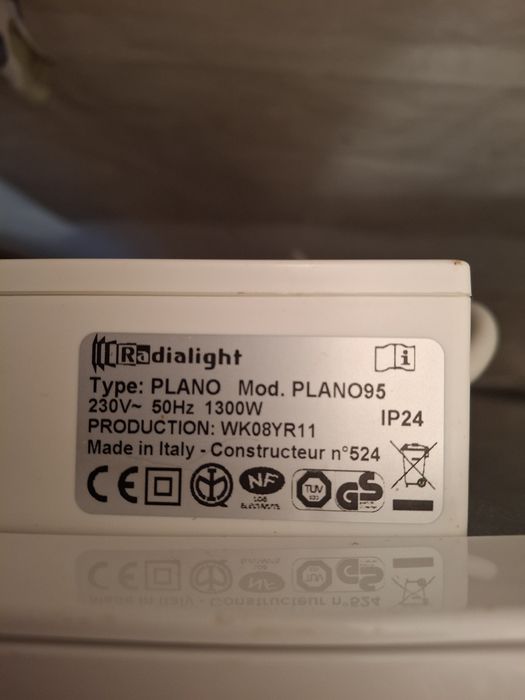 Radialight
i
Type: PLANO Mod. PLANO95
230V~ 50Hz 1300W
IP24
PRODUCTION: WK08YR11
Made in Italy - Constructeur n°524
CE NF TUV GS